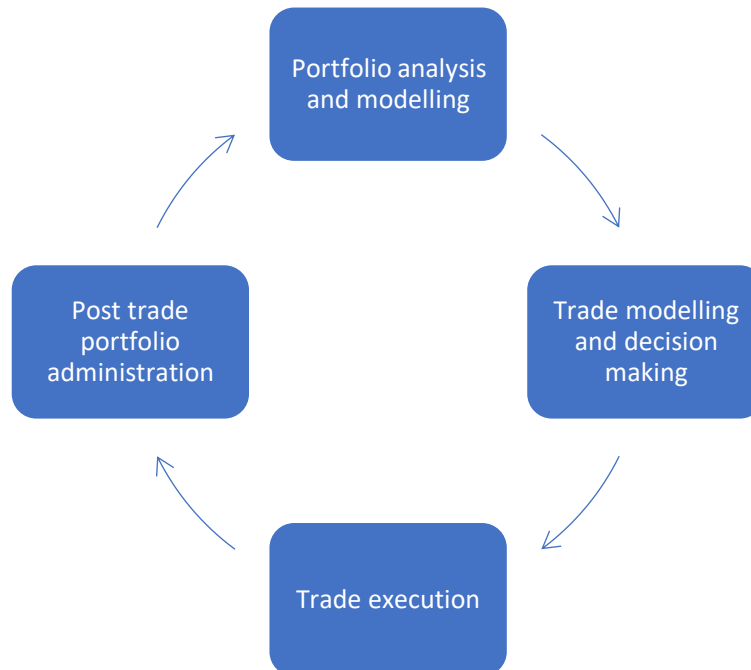 Portfolio analysis
and modelling
Trade modelling
and decision
making
Trade execution
Post trade
portfolio
administration